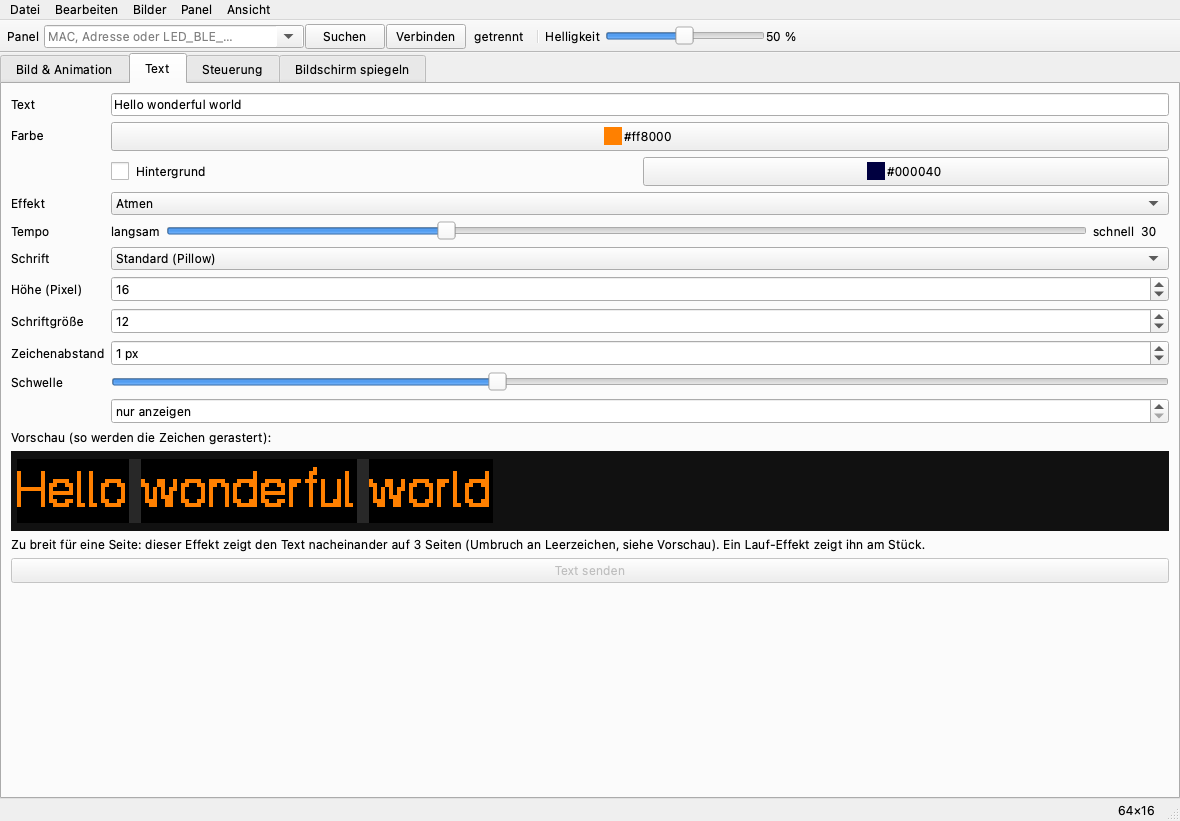 Datei Bearbeiten Bilder Panel Ansicht
Panel MAC, Adresse oder LED_BLE_... Suchen Verbinden getrennt Helligkeit 50 %
Bild & Animation Text Steuerung Bildschirm spiegeln
Text Hello wonderful world
Farbe #ff8000
Hintergrund #000040
Effekt Atmen
Tempo langsam schnell 30
Schrift Standard (Pillow)
Höhe (Pixel) 16
Schriftgröße 12
Zeichenabstand 1 px
Schwelle
nur anzeigen
Vorschau (so werden die Zeichen gerastert):
Hello wonderful world
Zu breit für eine Seite: dieser Effekt zeigt den Text nacheinander auf 3 Seiten (Umbruch an Leerzeichen, siehe Vorschau). Ein Lauf-Effekt zeigt ihn am Stück.
Text senden
64×16